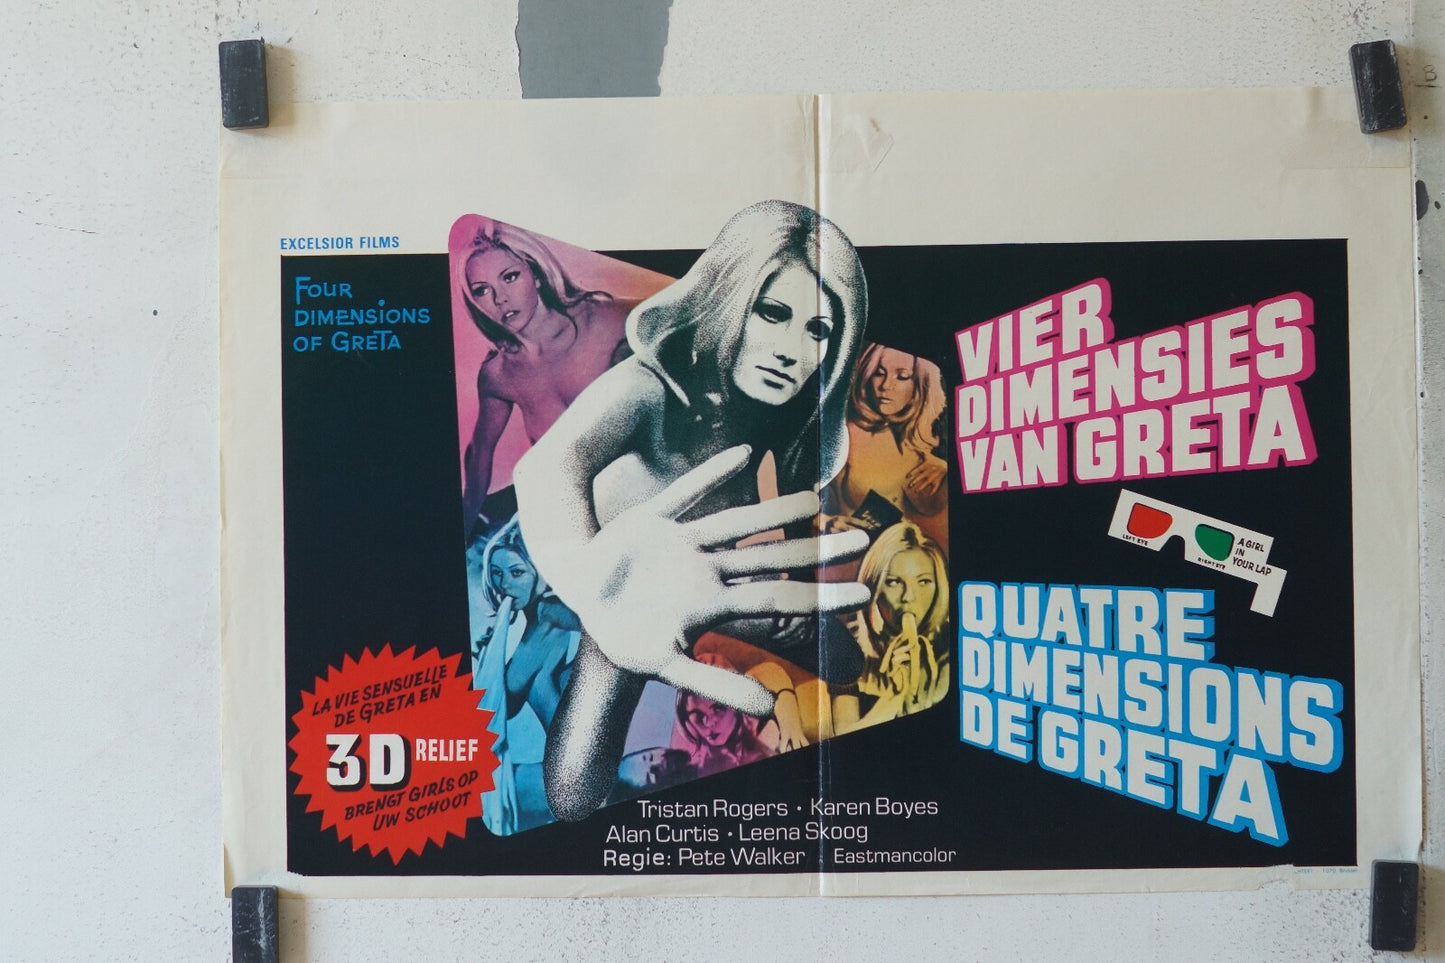 EXCELSIOR FILMS
FOUR
DIMENSIONS
OF GRETA
VIER
DIMENSIES
VAN GRETA
LEFT EYE
RIGHT EYE
A GIRL
IN
YOUR LAP
QUATRE
DIMENSIONS
DE GRETA
LA VIE SENSUELLE
DE GRETA EN
3D RELIEF
BRENGT GIRLS OP
UW SCHOOT
Tristan Rogers • Karen Boyes
Alan Curtis • Leena Skoog
Regie: Pete Walker Eastmancolor